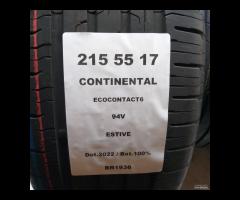 215 55 17
CONTINENTAL
ECOCONTACT6
94V
ESTIVE
Dot.2022 / Bat.100%
BR1936